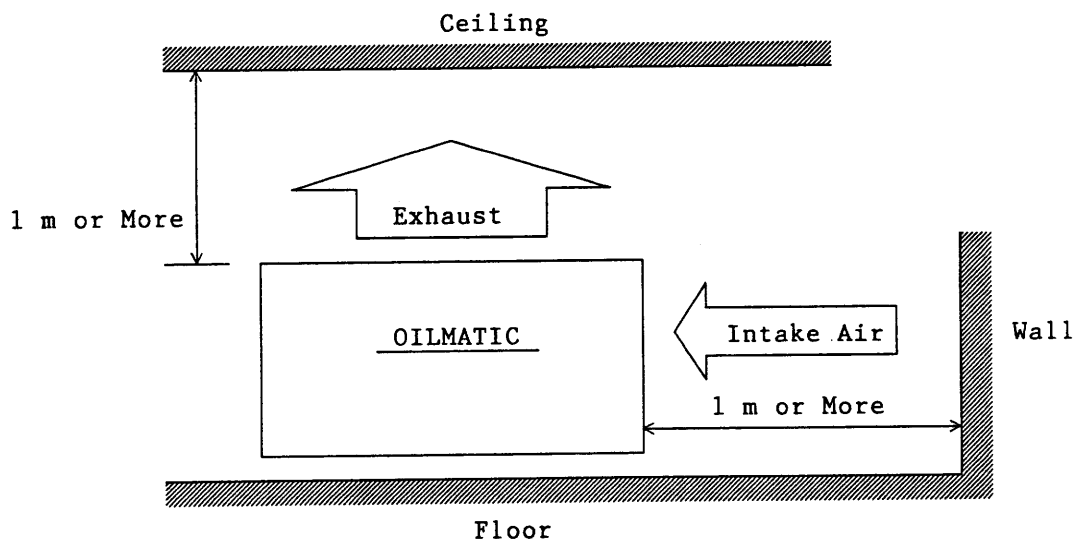 Ceiling
1 m or More
Exhaust
OILMATIC
Intake Air
Wall
1 m or More
Floor